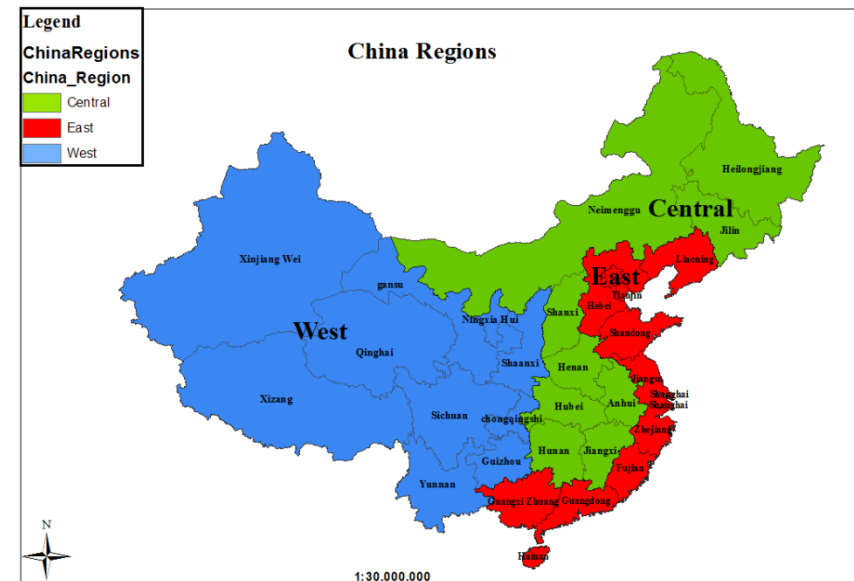 Legend
China Regions
ChinaRegions
China_Region
Central
East
West
Heilongjiang
Neimenggu
Central
Jilin
Xinjiang Wei
Liaoning
East
gansu
Tianjin
Hebei
Shanxi
Ningxia Hui
West
Shandong
Qinghai
Shaanxi
Henan
Jiangsu
Xizang
Shanghai
Shanghai
Sichuan
Hubei
Anhui
chongqingshi
Zhejiang
Hunan
Jiangxi
Guizhou
Fujian
Yunnan
Guangxi Zhuang
Guangdong
N
Hainan
1:30.000.000